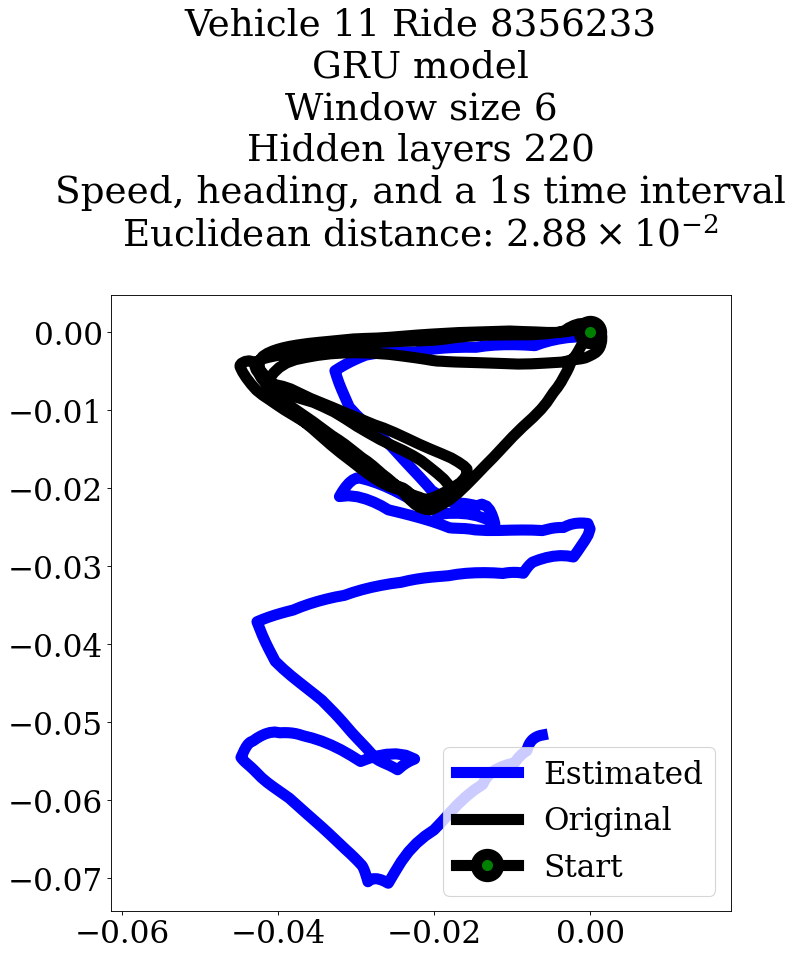 Vehicle 11 Ride 8356233
GRU model
Window size 6
Hidden layers 220
Speed, heading, and a 1s time interval
Euclidean distance: 2.88 × 10⁻²
0.00
−0.01
−0.02
−0.03
−0.04
−0.05
−0.06
−0.07
Estimated
Original
Start
−0.06 −0.04 −0.02 0.00